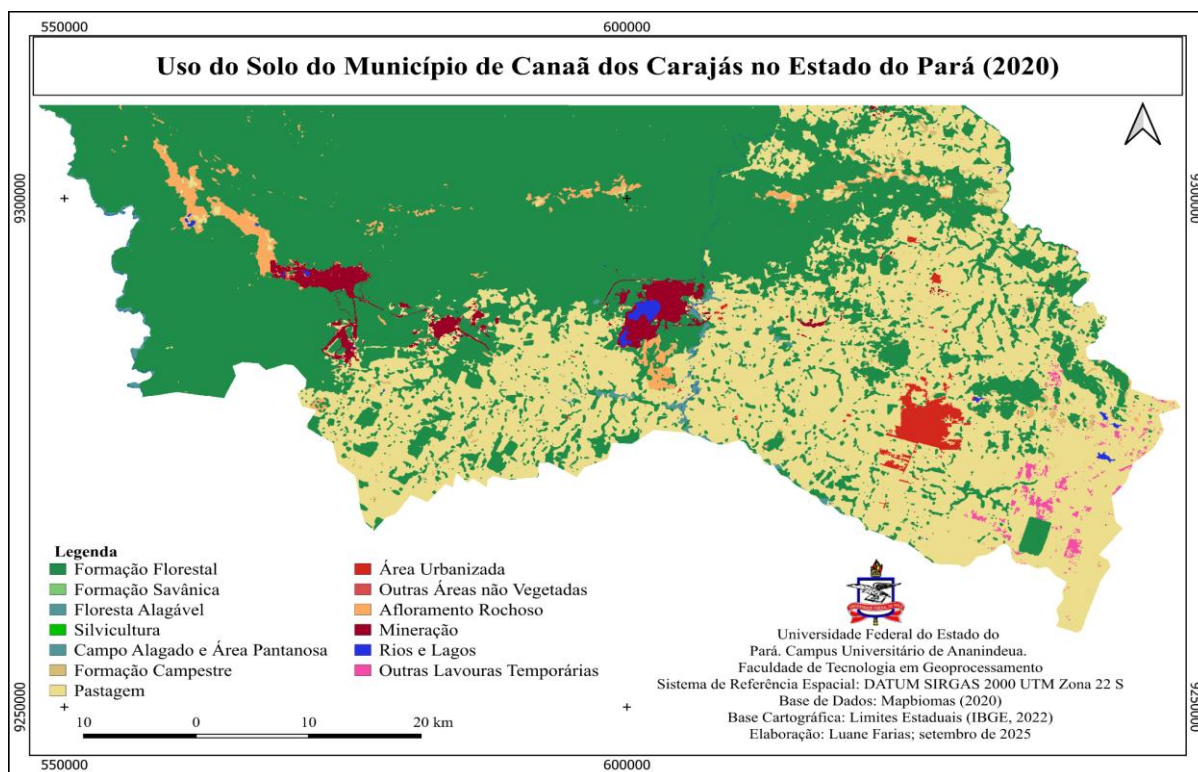 550000
600000
Uso do Solo do Município de Canaã dos Carajás no Estado do Pará (2020)
9300000
9300000
Legenda
Formação Florestal
Formação Savânica
Floresta Alagável
Silvicultura
Campo Alagado e Área Pantanosa
Formação Campestre
Pastagem
Área Urbanizada
Outras Áreas não Vegetadas
Afloramento Rochoso
Mineração
Rios e Lagos
Outras Lavouras Temporárias
Universidade Federal do Estado do
Pará. Campus Universitário de Ananindeua.
Faculdade de Tecnologia em Geoprocessamento
Sistema de Referência Espacial: DATUM SIRGAS 2000 UTM Zona 22 S
Base de Dados: Mapbiomas (2020)
Base Cartográfica: Limites Estaduais (IBGE, 2022)
Elaboração: Luane Farias; setembro de 2025
10 0 10 20 km
9250000
9250000
550000
600000